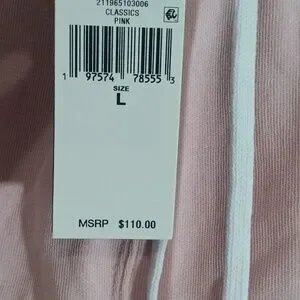 211965103006
CLASSICS
PINK
1 97574 78555 3
SIZE
L
MSRP $110.00